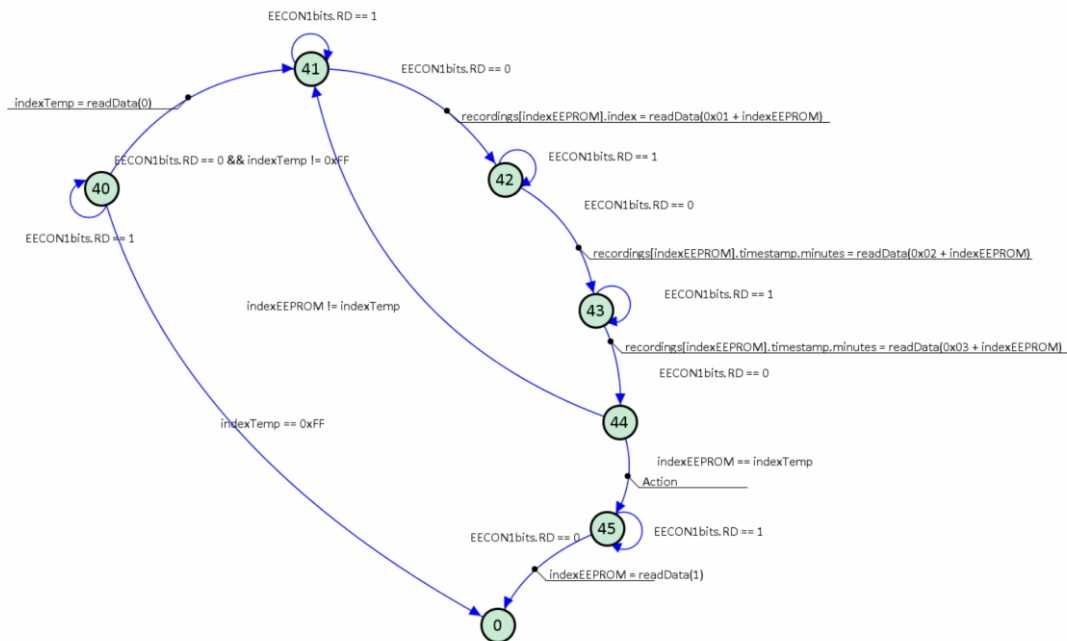 EECON1bits.RD == 1
41
EECON1bits.RD == 0
indexTemp = readData(0)
recordings[indexEEPROM].index = readData(0x01 + indexEEPROM)
EECON1bits.RD == 0 && indexTemp != 0xFF
EECON1bits.RD == 1
42
40
EECON1bits.RD == 0
EECON1bits.RD == 1
recordings[indexEEPROM].timestamp.minutes = readData(0x02 + indexEEPROM)
EECON1bits.RD == 1
indexEEPROM != indexTemp
43
recordings[indexEEPROM].timestamp.minutes = readData(0x03 + indexEEPROM)
EECON1bits.RD == 0
indexTemp == 0xFF
44
indexEEPROM == indexTemp
Action
45
EECON1bits.RD == 1
EECON1bits.RD == 0
indexEEPROM = readData(1)
0